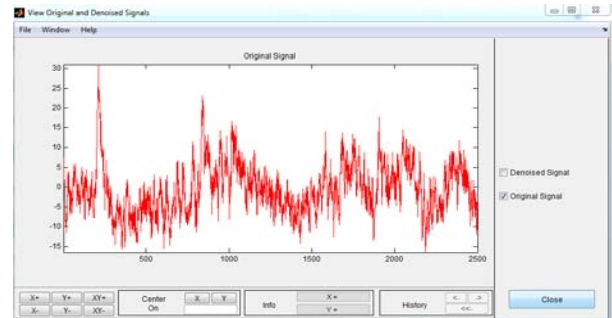 View Original and Denoised Signals
File Window Help
Original Signal
30
25
20
15
10
5
0
-5
-10
-15
500 1000 1500 2000 2500
Denoised Signal
Original Signal
X+ Y+ XY+
X- Y- XY-
Center On
X Y
Info
X =
Y =
History
<- ->
<<-
Close